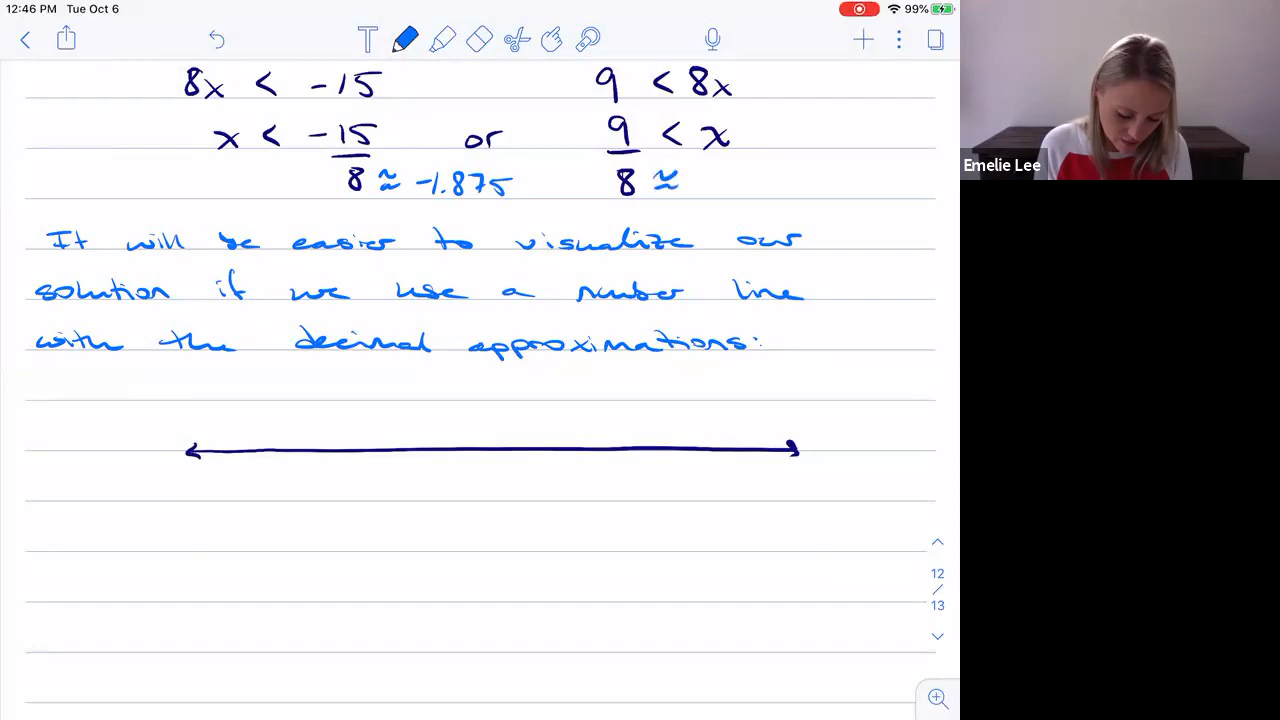 12:46 PM Tue Oct 6 99%
8x < -15 9 < 8x
x < -15/8 ≈ -1.875 or 9/8 ≈ < x
It will be easier to visualize our
solution if we use a number line
with the decimal approximations:
Emelie Lee
12
/
13